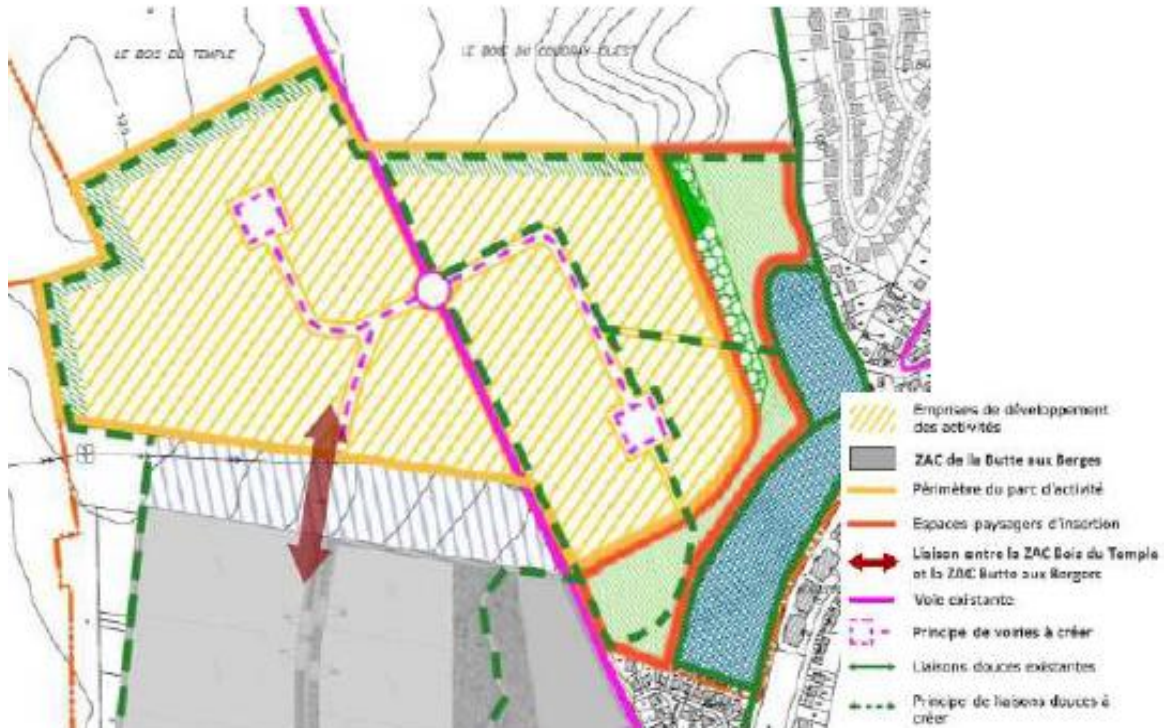 LE BOIS DU TEMPLE
LE BOIS DU COUDRAY OUEST
Emprises de développement
des activités
ZAC de la Butte aux Berges
Périmètre du parc d'activité
Espaces paysagers d'insertion
Liaison entre la ZAC Bois du Temple
et la ZAC Butte aux Bergers
Voie existante
Principe de voiries à créer
Liaisons douces existantes
Principe de liaisons douces à
créer